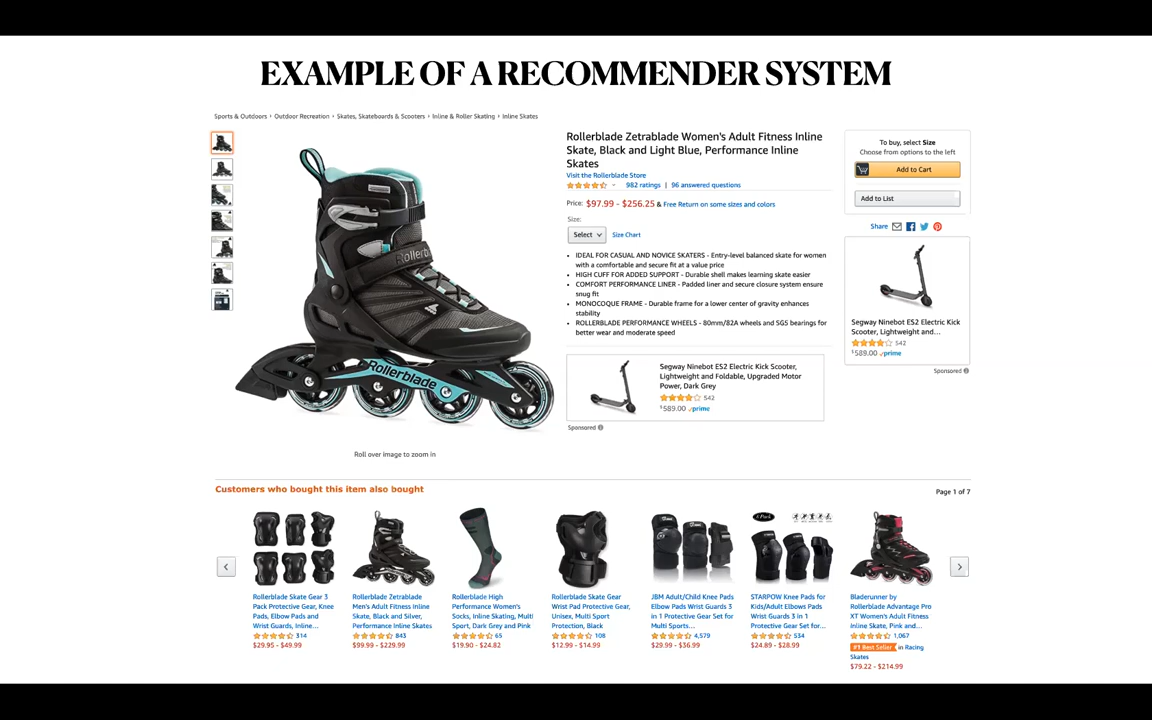 EXAMPLE OF A RECOMMENDER SYSTEM
Sports & Outdoors › Outdoor Recreation › Skates, Skateboards & Scooters › Inline & Roller Skating › Inline Skates
Rollerblade Zetrablade Women's Adult Fitness Inline
Skate, Black and Light Blue, Performance Inline
Skates
Visit the Rollerblade Store
982 ratings | 96 answered questions
Price: $97.99 - $256.25 & Free Return on some sizes and colors
Size:
Select
Size Chart
• IDEAL FOR CASUAL AND NOVICE SKATERS - Entry-level balanced skate for women
with a comfortable and secure fit at a value price
• HIGH CUFF FOR ADDED SUPPORT - Durable shell makes learning skate easier
• COMFORT PERFORMANCE LINER - Padded liner and secure closure system ensure
snug fit
• MONOCOQUE FRAME - Durable frame for a lower center of gravity enhances
stability
• ROLLERBLADE PERFORMANCE WHEELS - 80mm/82A wheels and SG5 bearings for
better wear and moderate speed
Segway Ninebot ES2 Electric Kick Scooter,
Lightweight and Foldable, Upgraded Motor
Power, Dark Grey
542
$589.00 prime
Sponsored
To buy, select Size
Choose from options to the left
Add to Cart
Add to List
Share
Segway Ninebot ES2 Electric Kick
Scooter, Lightweight and...
542
$589.00 prime
Sponsored
Rollerblade
Rollerblade
Roll over image to zoom in
Customers who bought this item also bought
Page 1 of 7
Rollerblade Skate Gear 3
Pack Protective Gear, Knee
Pads, Elbow Pads and
Wrist Guards, Inline...
314
$29.95 - $49.99
Rollerblade Zetrablade
Men's Adult Fitness Inline
Skate, Black and Silver,
Performance Inline Skates
843
$99.99 - $229.99
Rollerblade High
Performance Women's
Socks, Inline Skating, Multi
Sport, Dark Grey and Pink
65
$19.90 - $24.82
Rollerblade Skate Gear
Wrist Pad Protective Gear,
Unisex, Multi Sport
Protection, Black
108
$12.99 - $14.99
JBM Adult/Child Knee Pads
Elbow Pads Wrist Guards 3
in 1 Protective Gear Set for
Multi Sports...
4,579
$29.99 - $36.99
STARPOW Knee Pads for
Kids/Adult Elbows Pads
Wrist Guards 3 in 1
Protective Gear Set for...
534
$24.89 - $28.99
Bladerunner by
Rollerblade Advantage Pro
XT Women's Adult Fitness
Inline Skate, Pink and...
1,067
#1 Best Seller in Racing
Skates
$79.22 - $214.99